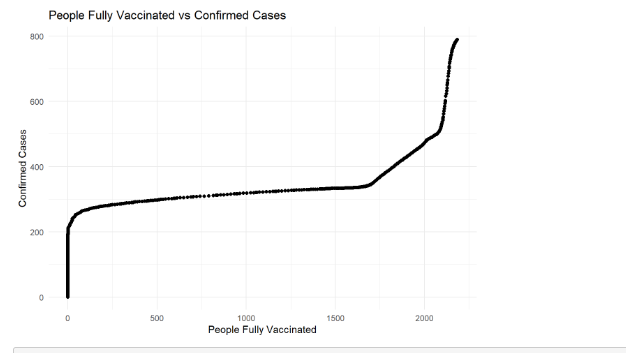 People Fully Vaccinated vs Confirmed Cases
800
600
400
200
0
Confirmed Cases
0 500 1000 1500 2000
People Fully Vaccinated